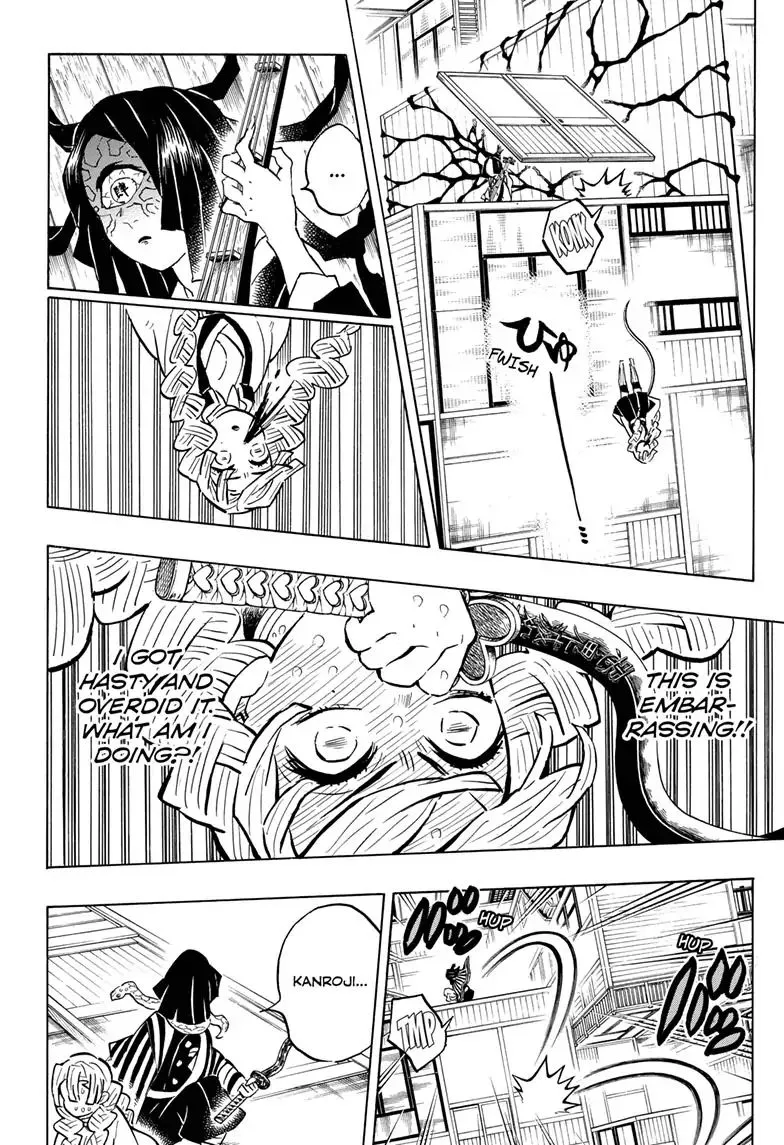 KONK
ひゅ
FWISH
...
THIS IS
EMBAR-
RASSING!!
I GOT
HASTY AND
OVERDID IT.
WHAT AM I
DOING?!
HUP
HUP
TMP
KANROJI...